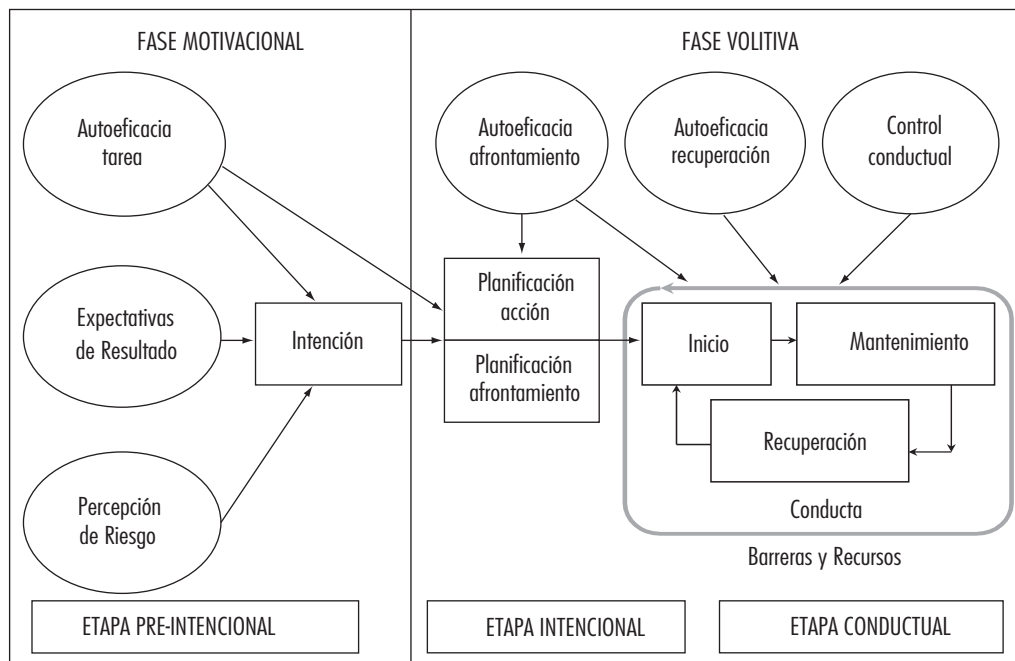 FASE MOTIVACIONAL
FASE VOLITIVA
Autoeficacia
tarea
Autoeficacia
afrontamiento
Autoeficacia
recuperación
Control
conductual
Expectativas
de Resultado
Intención
Planificación
acción
Planificación
afrontamiento
Inicio
Mantenimiento
Recuperación
Percepción
de Riesgo
Conducta
Barreras y Recursos
ETAPA PRE-INTENCIONAL
ETAPA INTENCIONAL
ETAPA CONDUCTUAL